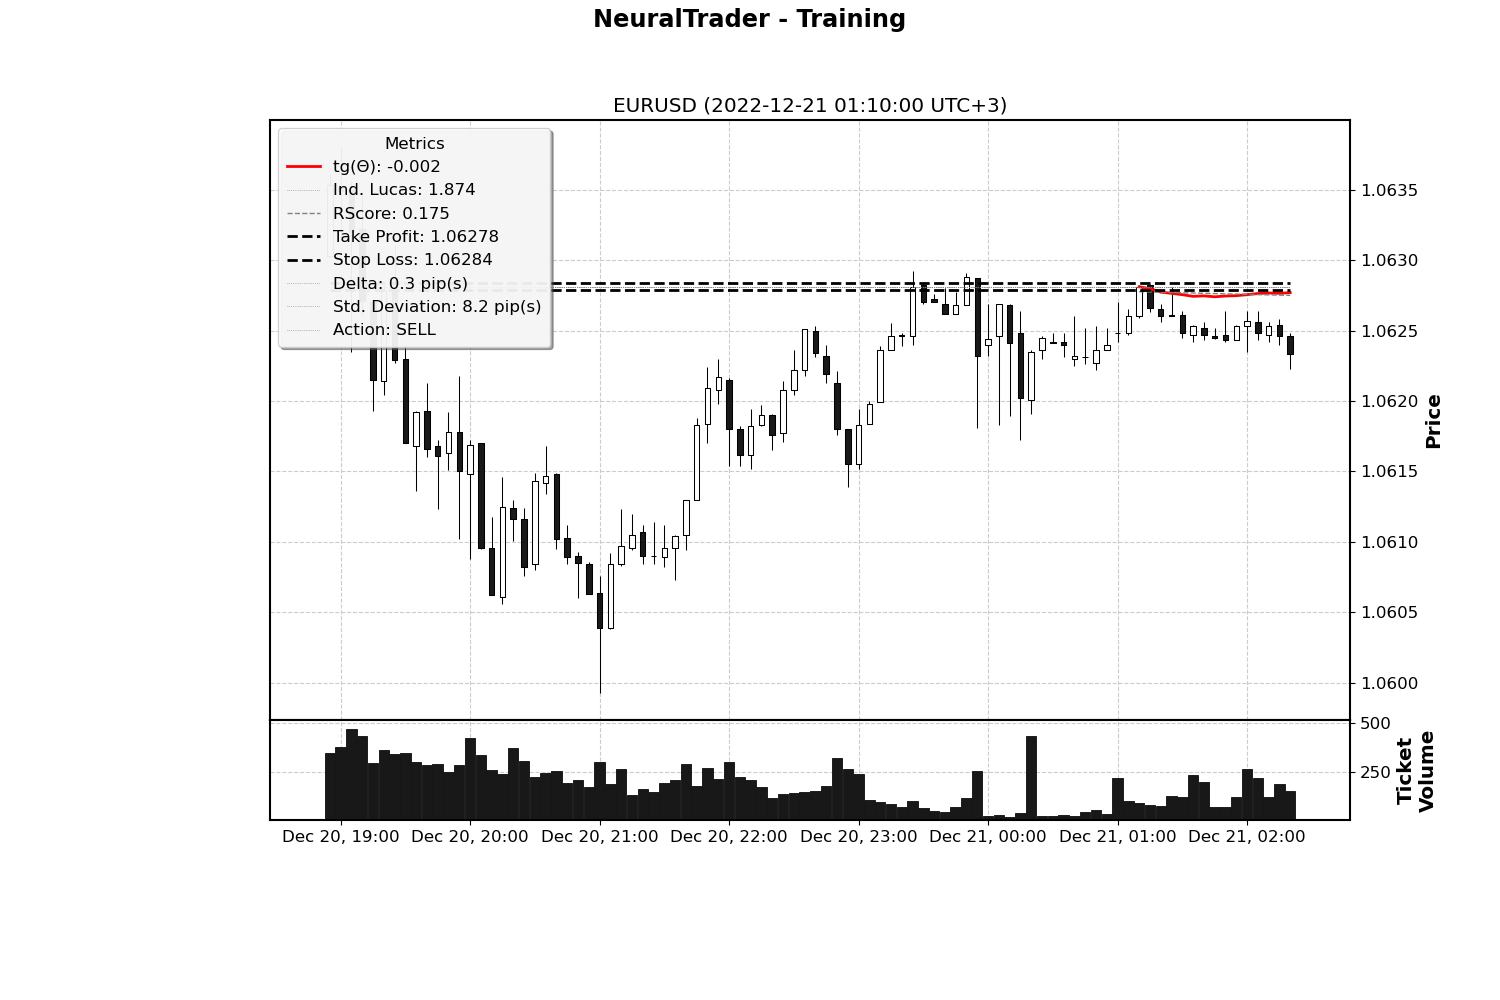 NeuralTrader - Training
EURUSD (2022-12-21 01:10:00 UTC+3)
Metrics
tg(Θ): -0.002
Ind. Lucas: 1.874
RScore: 0.175
Take Profit: 1.06278
Stop Loss: 1.06284
Delta: 0.3 pip(s)
Std. Deviation: 8.2 pip(s)
Action: SELL
1.0635
1.0630
1.0625
1.0620
1.0615
1.0610
1.0605
1.0600
Price
500
250
Ticket
Volume
Dec 20, 19:00 Dec 20, 20:00 Dec 20, 21:00 Dec 20, 22:00 Dec 20, 23:00 Dec 21, 00:00 Dec 21, 01:00 Dec 21, 02:00